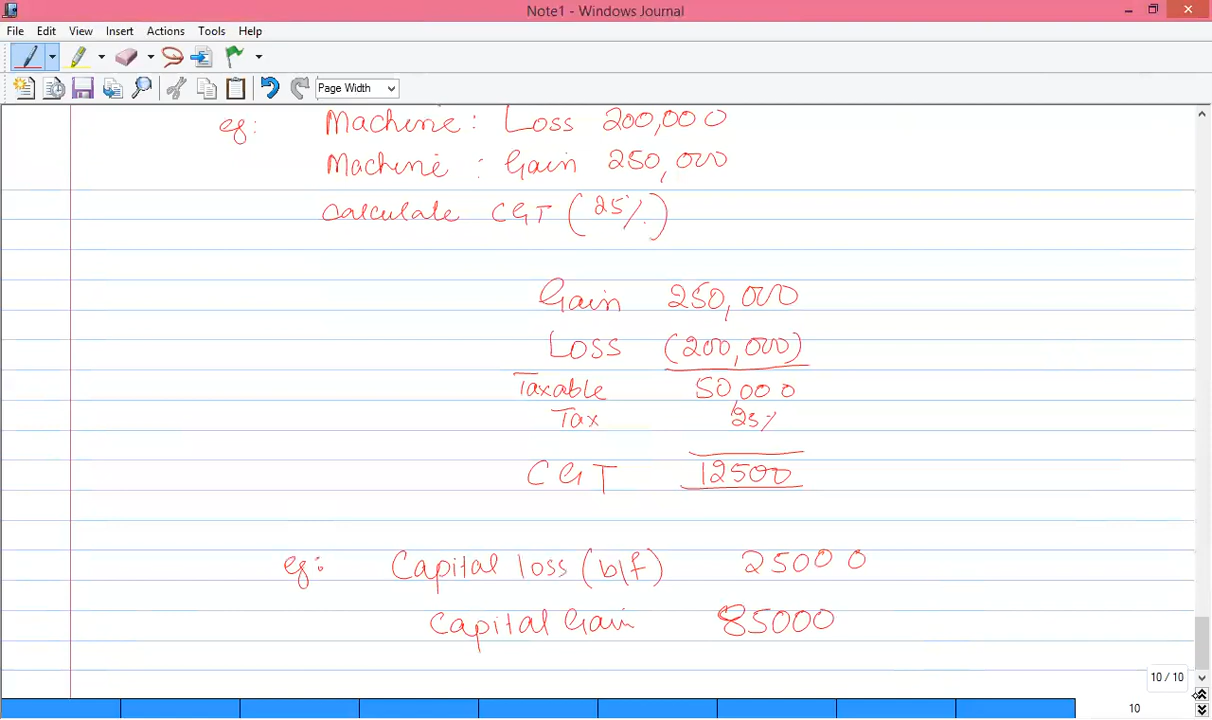 Note1 - Windows Journal
File Edit View Insert Actions Tools Help
Page Width
eg: Machine : Loss 200,000
Machine : Gain 250,000
Calculate CGT (25%)
Gain 250,000
Loss (200,000)
Taxable 50,000
Tax 25%
CGT 12500
eg: Capital loss (b/f) 25000
Capital Gain 85000
10 / 10
10